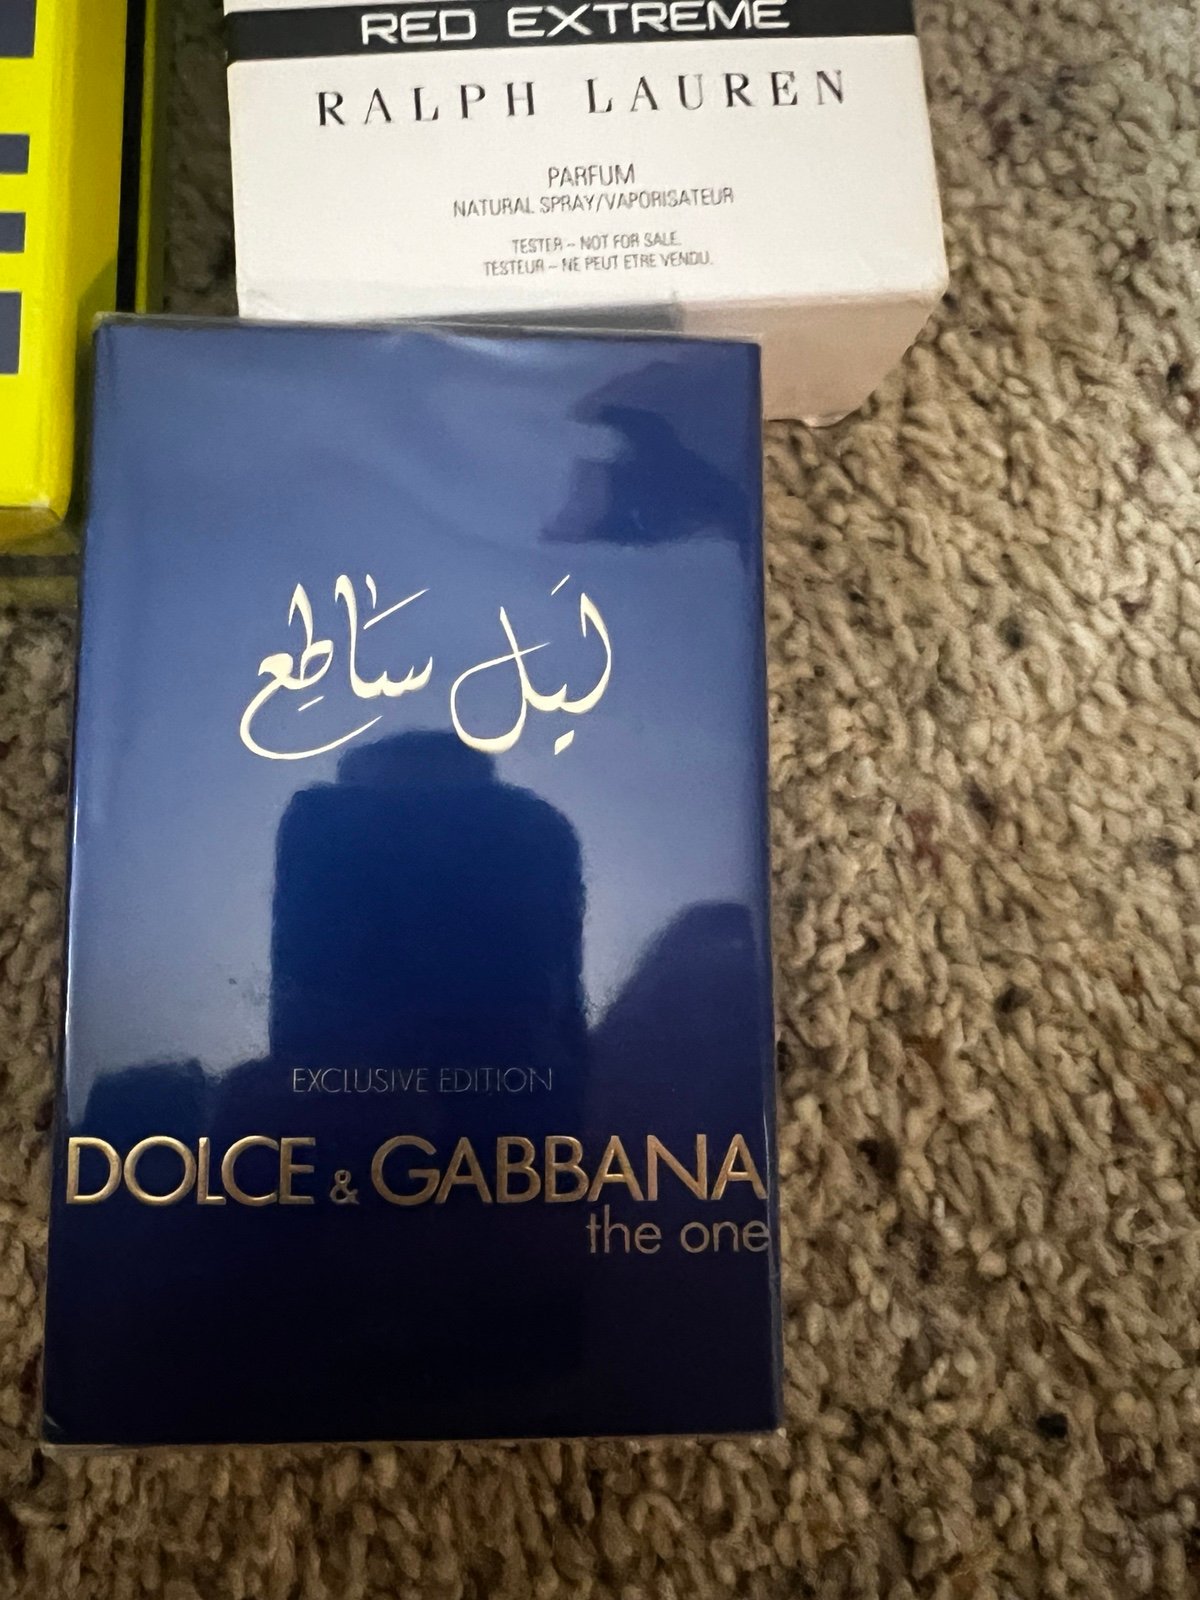 RED EXTREME
RALPH LAUREN
PARFUM
NATURAL SPRAY/VAPORISATEUR
TESTER – NOT FOR SALE.
TESTEUR – NE PEUT ETRE VENDU.
لَيل سَاطِع
EXCLUSIVE EDITION
DOLCE & GABBANA
the one